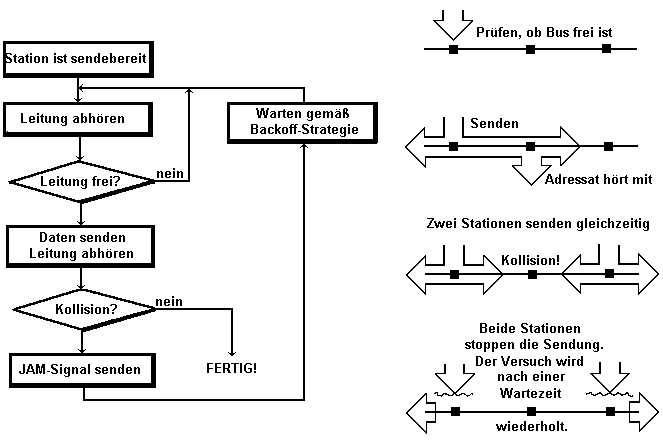 Station ist sendebereit
Leitung abhören
Warten gemäß
Backoff-Strategie
Leitung frei?
nein
Daten senden
Leitung abhören
Kollision?
nein
JAM-Signal senden
FERTIG!
Prüfen, ob Bus frei ist
Senden
Adressat hört mit
Zwei Stationen senden gleichzeitig
Kollision!
Beide Stationen
stoppen die Sendung.
Der Versuch wird
nach einer
Wartezeit
wiederholt.